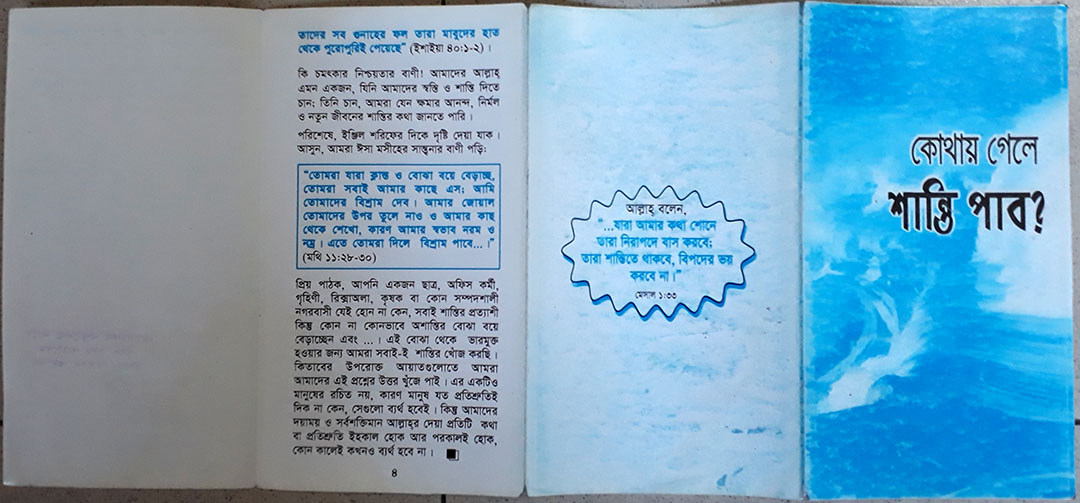 তাদের সব গুনাহের ফল তারা মাবুদের হাত
থেকে পুরোপুরিই পেয়েছে” (ইশাইয়া ৪০:১-২)।
কি চমৎকার নিশ্চয়তার বাণী! আমাদের আল্লাহ্
এমন একজন, যিনি আমাদের স্বস্তি ও শান্তি দিতে
চান; তিনি চান, আমরা যেন ক্ষমার আনন্দ, নির্মল
ও নতুন জীবনের শান্তির কথা জানতে পারি।
পরিশেষে, ইঞ্জিল শরিফের দিকে দৃষ্টি দেয়া যাক।
আসুন, আমরা ঈসা মসীহের সান্ত্বনার বাণী পড়ি:
“তোমরা যারা ক্লান্ত ও বোঝা বয়ে বেড়াচ্ছ,
তোমরা সবাই আমার কাছে এস; আমি
তোমাদের বিশ্রাম দেব। আমার জোয়াল
তোমাদের উপর তুলে নাও ও আমার কাছ
থেকে শেখো, কারণ আমার স্বভাব নরম ও
নম্র। এতে তোমরা দিলে বিশ্রাম পাবে...।”
(মথি ১১:২৮-৩০)
প্রিয় পাঠক, আপনি একজন ছাত্র, অফিস কর্মী,
গৃহিণী, রিক্সাঅলা, কৃষক বা কোন সম্পদশালী
নগরবাসী যেই হোন না কেন, সবাই শান্তির প্রত্যাশী
কিন্তু কোন না কোনভাবে অশান্তির বোঝা বয়ে
বেড়াচ্ছেন এবং ...। এই বোঝা থেকে ভারমুক্ত
হওয়ার জন্য আমরা সবাই-ই শান্তির খোঁজ করছি।
কিতাবের উপরোক্ত আয়াতগুলোতে আমরা
আমাদের এই প্রশ্নের উত্তর খুঁজে পাই। এর একটিও
মানুষের রচিত নয়, কারণ মানুষ যত প্রতিশ্রুতিই
দিক না কেন, সেগুলো ব্যর্থ হবেই। কিন্তু আমাদের
দয়াময় ও সর্বশক্তিমান আল্লাহ্‌র দেয়া প্রতিটি কথা
বা প্রতিশ্রুতি ইহকাল হোক আর পরকালই হোক,
কোন কালেই কখনও ব্যর্থ হবে না।
৪
আল্লাহ্ বলেন,
“...যারা আমার কথা শোনে
তারা নিরাপদে বাস করবে;
তারা শান্তিতে থাকবে, বিপদের ভয়
করবে না।”
মেসাল ১:৩৩
কোথায় গেলে
শান্তি পাব?